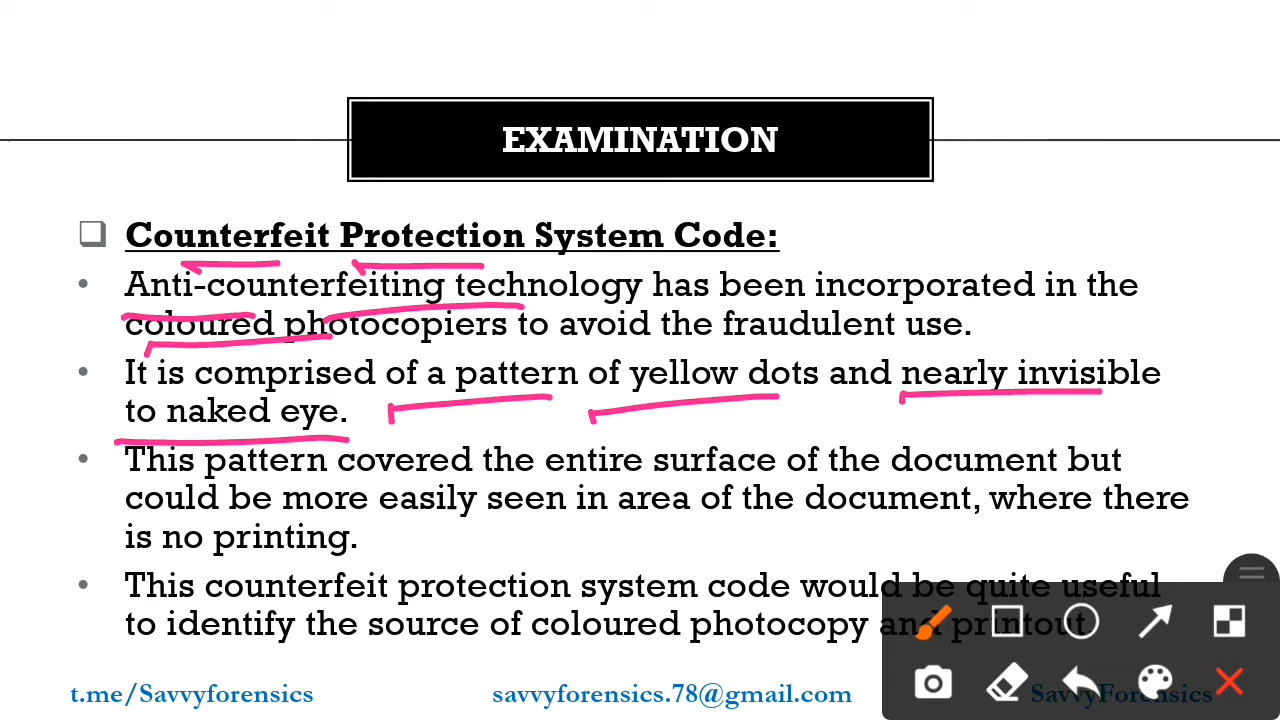 EXAMINATION
Counterfeit Protection System Code:
Anti-counterfeiting technology has been incorporated in the
coloured photocopiers to avoid the fraudulent use.
It is comprised of a pattern of yellow dots and nearly invisible
to naked eye.
This pattern covered the entire surface of the document but
could be more easily seen in area of the document, where there
is no printing.
This counterfeit protection system code would be quite useful
to identify the source of coloured photocopy and printout.
t.me/Savvyforensics savvyforensics.78@gmail.com SavvyForensics